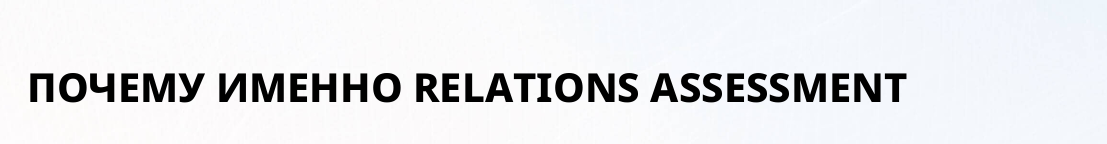 ПОЧЕМУ ИМЕННО RELATIONS ASSESSMENT